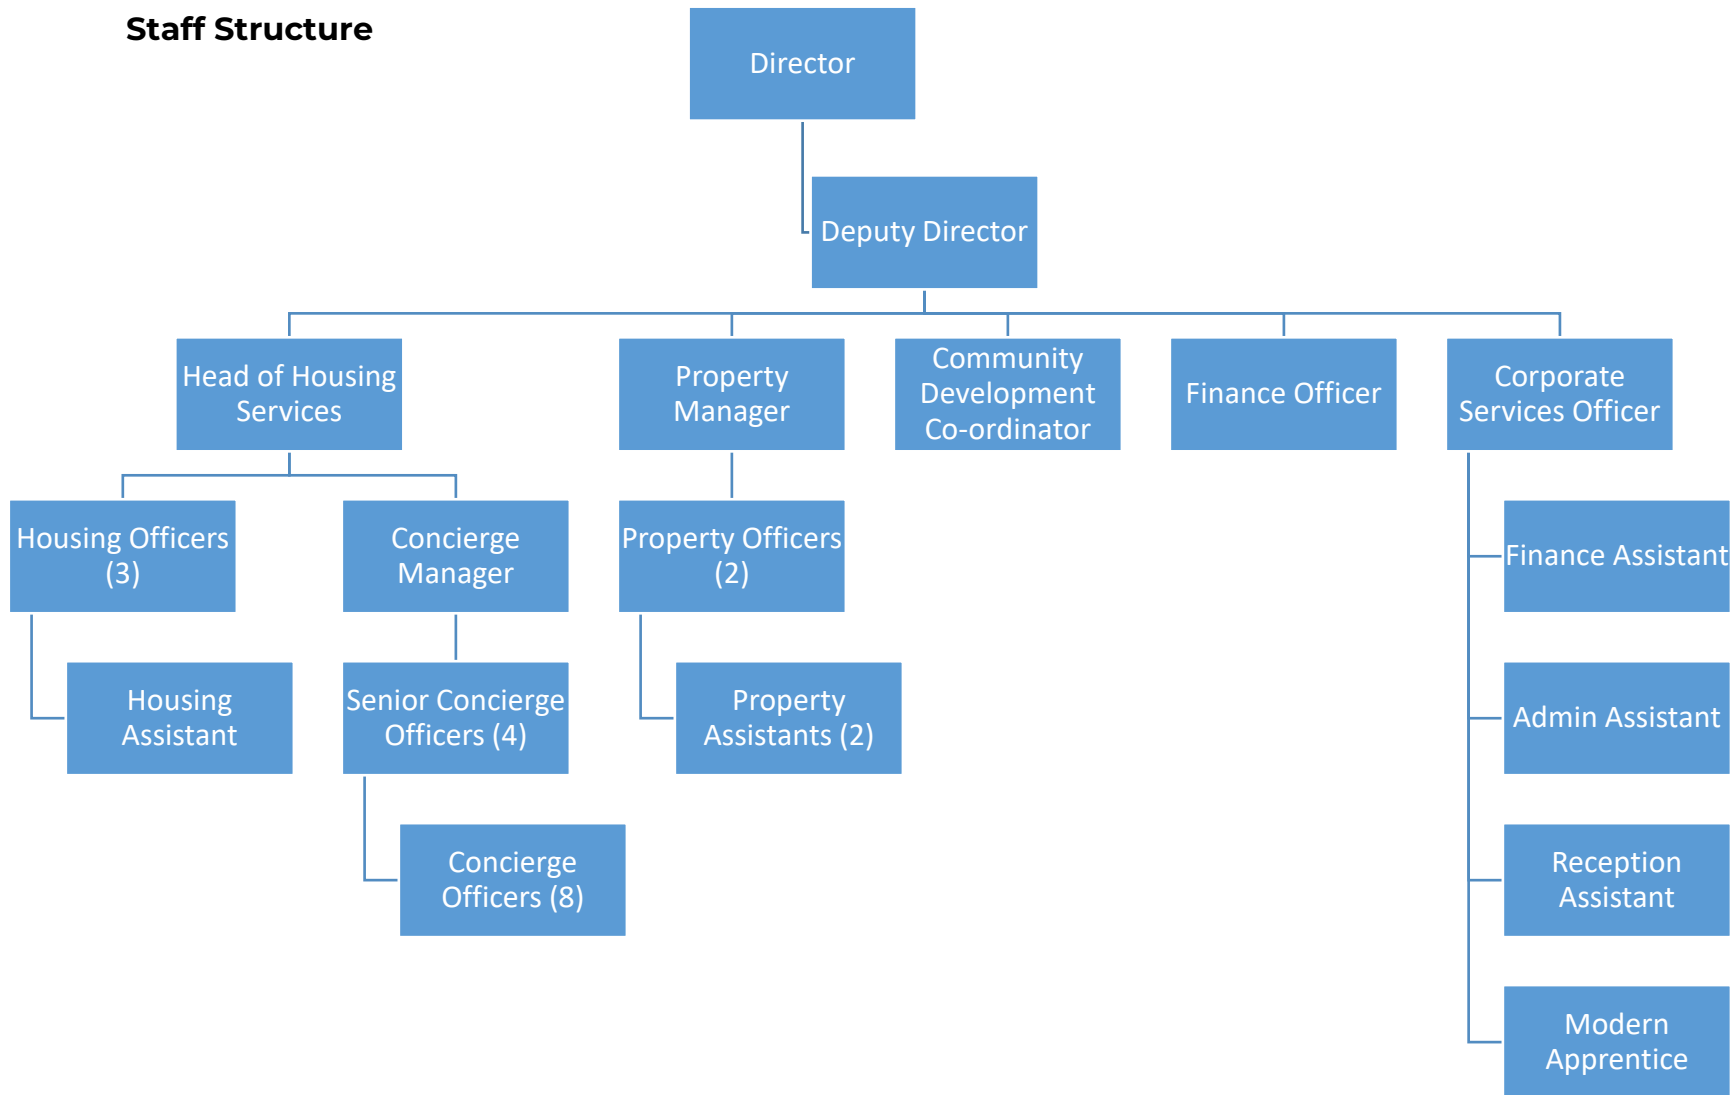 Staff Structure
Director
Deputy Director
Head of Housing
Services
Property
Manager
Community
Development
Co-ordinator
Finance Officer
Corporate
Services Officer
Housing Officers
(3)
Concierge
Manager
Property Officers
(2)
Finance Assistant
Housing
Assistant
Senior Concierge
Officers (4)
Property
Assistants (2)
Admin Assistant
Concierge
Officers (8)
Reception
Assistant
Modern
Apprentice